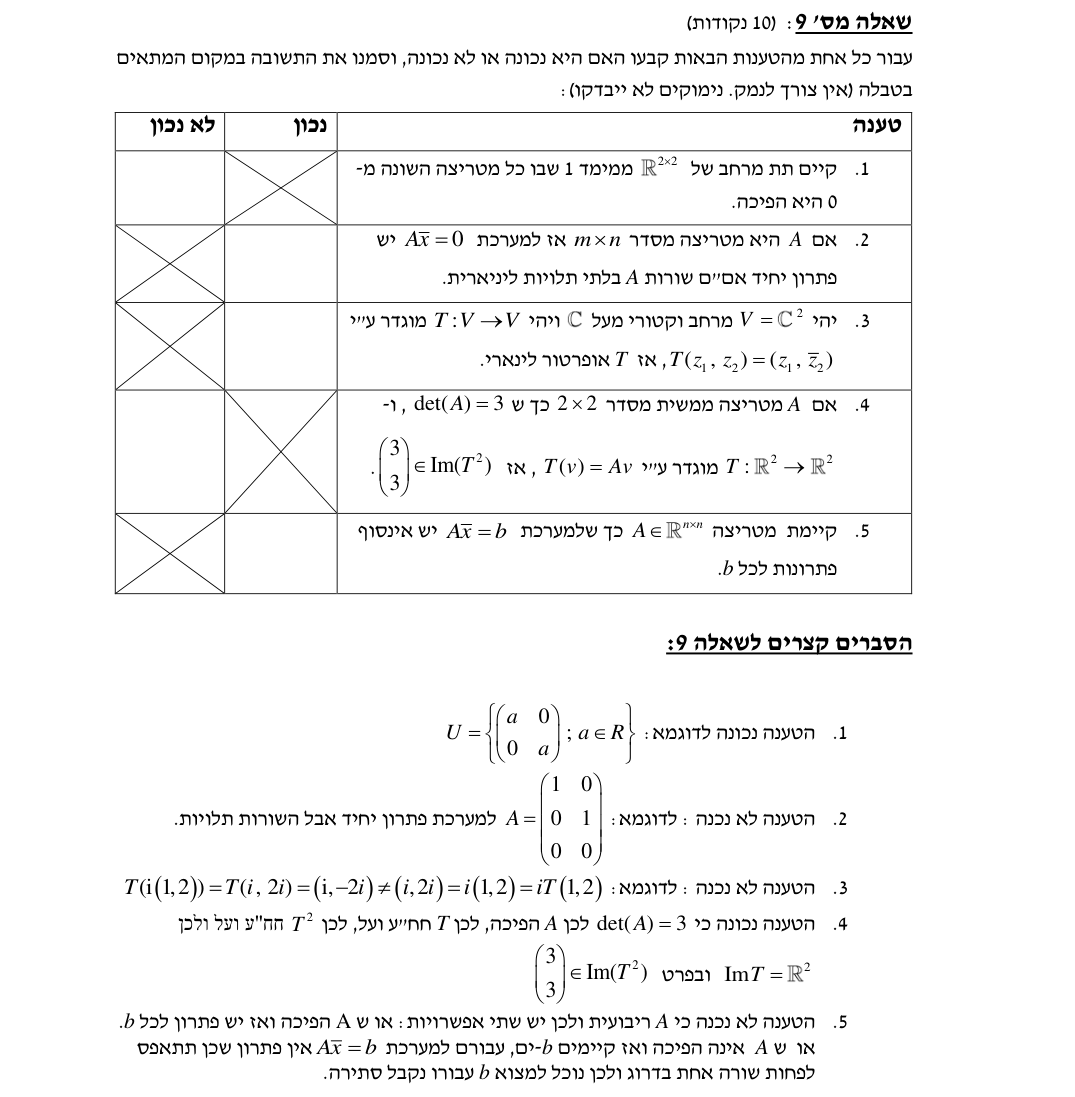 שאלה מס׳ 9: (10 נקודות)
עבור כל אחת מהטענות הבאות קבעו האם היא נכונה או לא נכונה, וסמנו את התשובה במקום המתאים
בטבלה (אין צורך לנמק. נימוקים לא ייבדקו):
טענה נכון לא נכון
1. קיים תת מרחב של ℝ^{2×2} ממימד 1 שבו כל מטריצה השונה מ-
0 היא הפיכה.
2. אם A היא מטריצה מסדר m×n אז למערכת Ax̅ = 0 יש
פתרון יחיד אם״ם שורות A בלתי תלויות ליניארית.
3. יהי V = ℂ² מרחב וקטורי מעל ℂ ויהי T : V → V מוגדר ע״י
T(z₁, z₂) = (z₁, z̅₂), אז T אופרטור לינארי.
4. אם A מטריצה ממשית מסדר 2×2 כך ש det(A) = 3, ו-
T : ℝ² → ℝ² מוגדר ע״י T(v) = Av, אז (3 3) ∈ Im(T²).
5. קיימת מטריצה A ∈ ℝ^{n×n} כך שלמערכת Ax̅ = b יש אינסוף
פתרונות לכל b.
הסברים קצרים לשאלה 9:
1. הטענה נכונה לדוגמא: U = {(a 0 0 a) ; a ∈ R}
2. הטענה לא נכנה: לדוגמא: A = (1 0 0 1 0 0) למערכת פתרון יחיד אבל השורות תלויות.
3. הטענה לא נכנה: לדוגמא: T(i(1,2)) = T(i, 2i) = (i,−2i) ≠ (i,2i) = i(1,2) = iT(1,2)
4. הטענה נכונה כי det(A) = 3 לכן A הפיכה, לכן T חח״ע ועל, לכן T² חח"ע ועל ולכן
Im T = ℝ² ובפרט (3 3) ∈ Im(T²)
5. הטענה לא נכנה כי A ריבועית ולכן יש שתי אפשרויות: או ש A הפיכה ואז יש פתרון לכל b.
או ש A אינה הפיכה ואז קיימים b-ים, עבורם למערכת Ax̅ = b אין פתרון שכן תתאפס
לפחות שורה אחת בדרוג ולכן נוכל למצוא b עבורו נקבל סתירה.